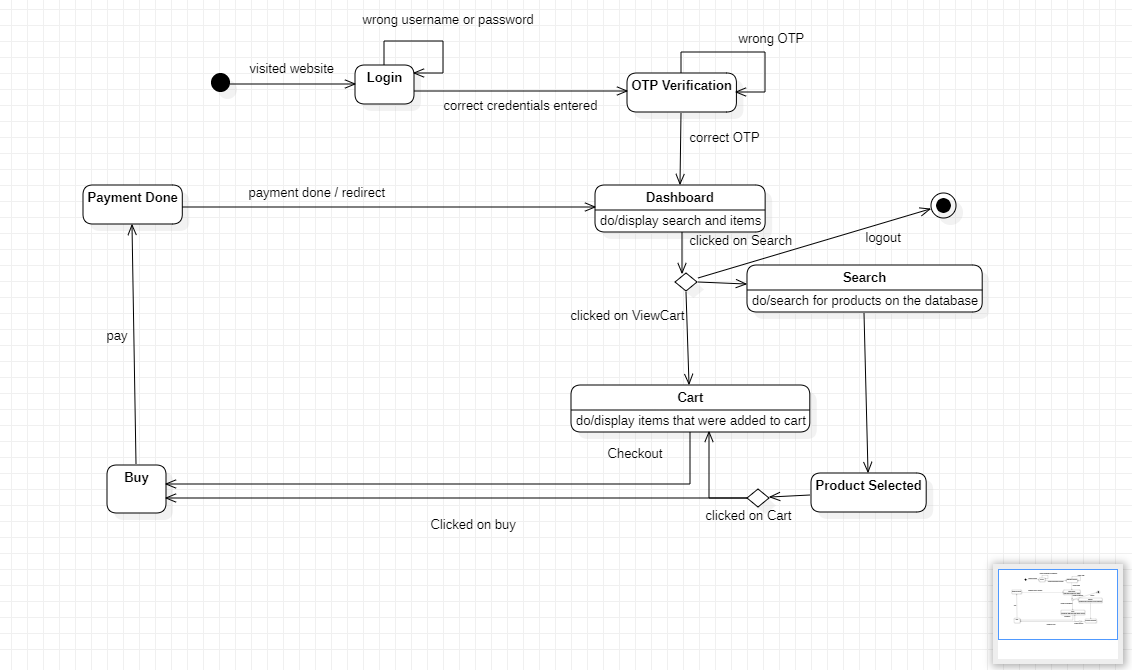 wrong username or password
wrong OTP
visited website
Login
OTP Verification
correct credentials entered
correct OTP
Payment Done
payment done / redirect
Dashboard
do/display search and items
clicked on Search
logout
Search
do/search for products on the database
clicked on ViewCart
pay
Cart
do/display items that were added to cart
Checkout
Buy
Product Selected
clicked on Cart
Clicked on buy